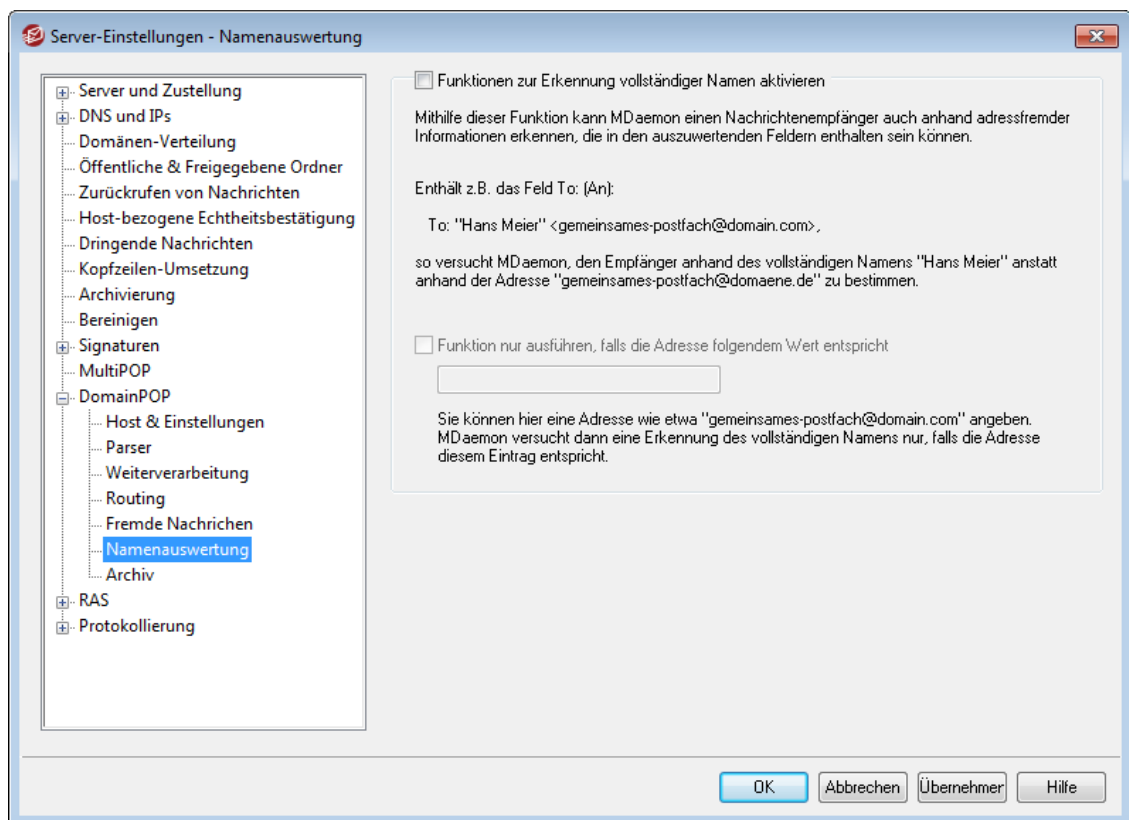 Server-Einstellungen - Namenauswertung
Server und Zustellung
DNS und IPs
Domänen-Verteilung
Öffentliche & Freigegebene Ordner
Zurückrufen von Nachrichten
Host-bezogene Echtheitsbestätigung
Dringende Nachrichten
Kopfzeilen-Umsetzung
Archivierung
Bereinigen
Signaturen
MultiPOP
DomainPOP
Host & Einstellungen
Parser
Weiterverarbeitung
Routing
Fremde Nachrichen
Namenauswertung
Archiv
RAS
Protokollierung
Funktionen zur Erkennung vollständiger Namen aktivieren
Mithilfe dieser Funktion kann MDaemon einen Nachrichtenempfänger auch anhand adressfremder
Informationen erkennen, die in den auszuwertenden Feldern enthalten sein können.
Enthält z.B. das Feld To: (An):
To: "Hans Meier" <gemeinsames-postfach@domain.com>,
so versucht MDaemon, den Empfänger anhand des vollständigen Namens "Hans Meier" anstatt
anhand der Adresse "gemeinsames-postfach@domaene.de" zu bestimmen.
Funktion nur ausführen, falls die Adresse folgendem Wert entspricht
Sie können hier eine Adresse wie etwa "gemeinsames-postfach@domain.com" angeben.
MDaemon versucht dann eine Erkennung des vollständigen Namens nur, falls die Adresse
diesem Eintrag entspricht.
OK
Abbrechen
Übernehmer
Hilfe